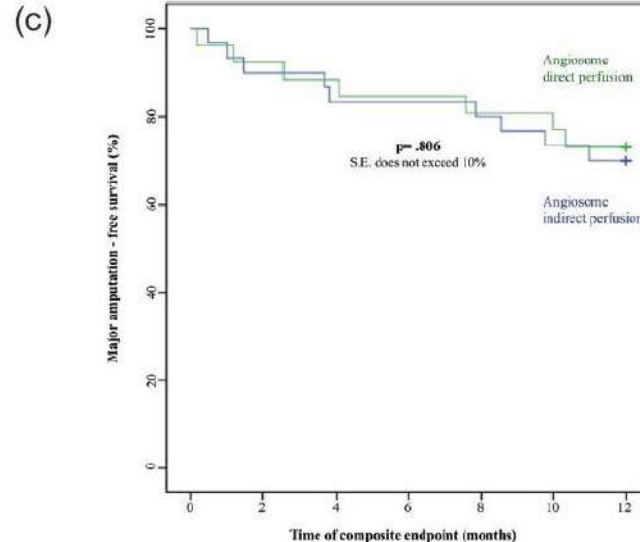 (c)
100
80
60
40
20
0
Major amputation - free survival (%)
Angiosome
direct perfusion
p= .806
S.E. does not exceed 10%
Angiosome
indirect perfusion
0 2 4 6 8 10 12
Time of composite endpoint (months)